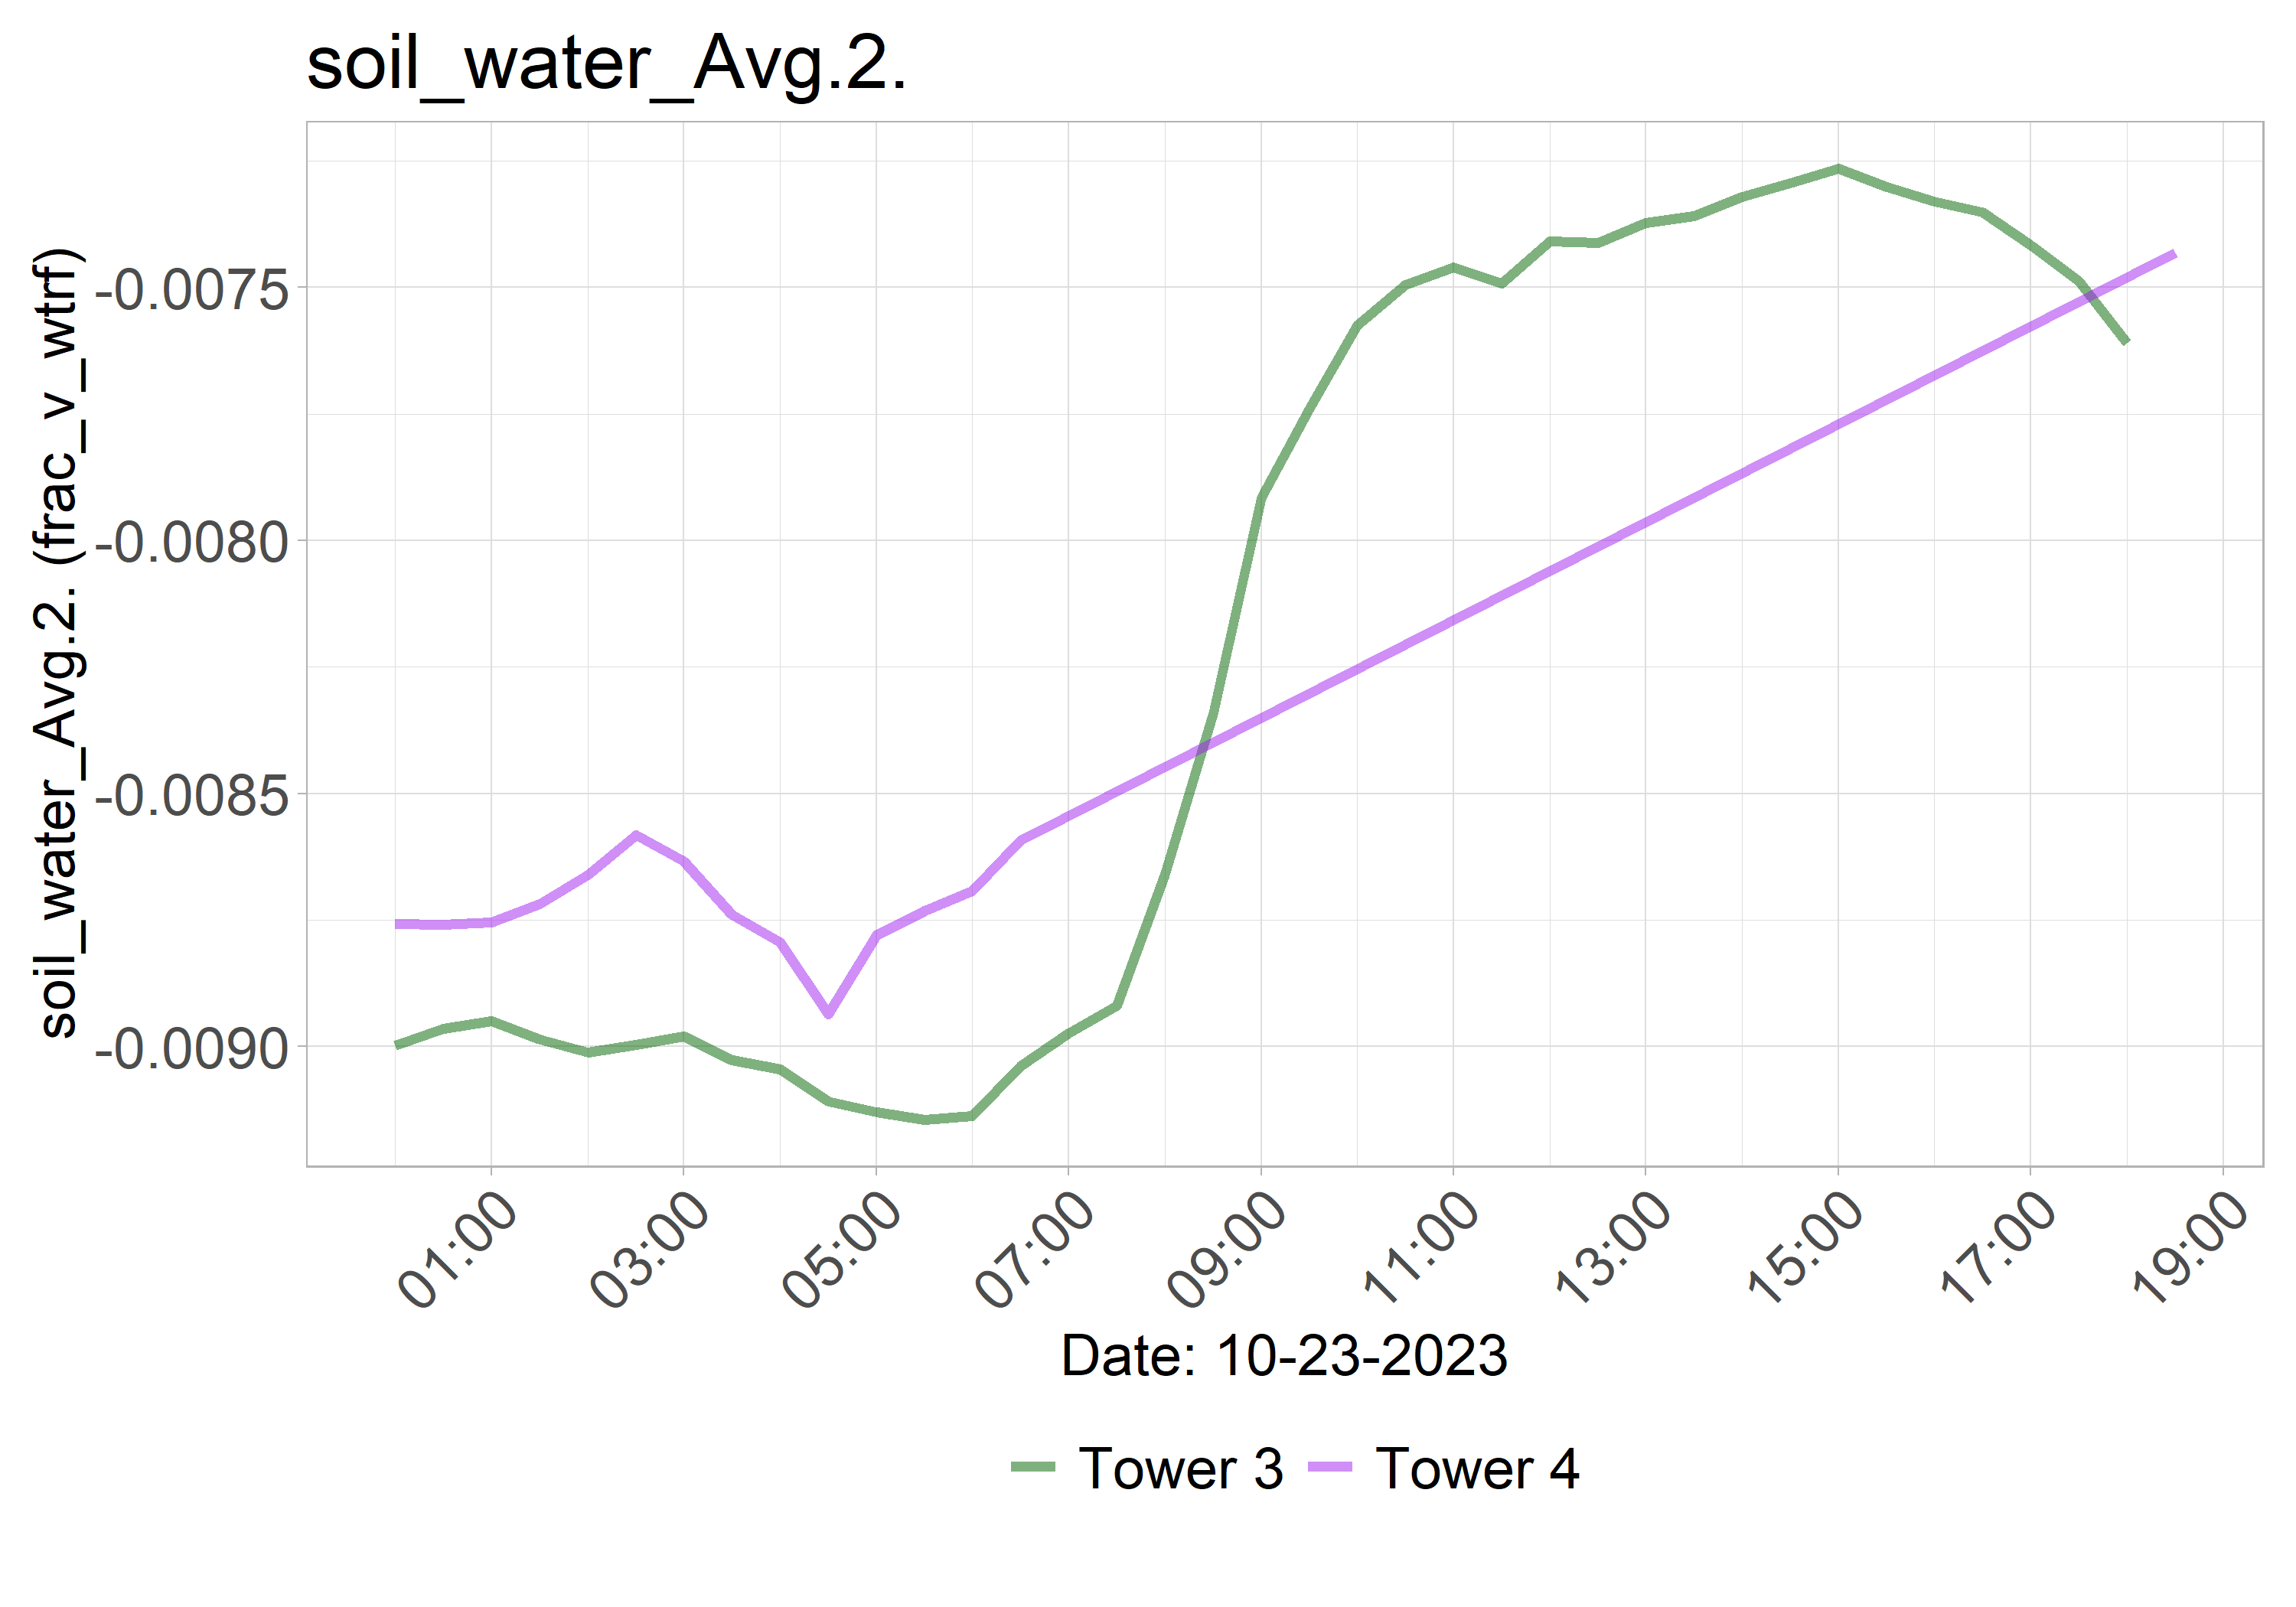 soil_water_Avg.2.
soil_water_Avg.2. (frac_v_wtrf)
-0.0075
-0.0080
-0.0085
-0.0090
01:00
03:00
05:00
07:00
09:00
11:00
13:00
15:00
17:00
19:00
Date: 10-23-2023
Tower 3
Tower 4